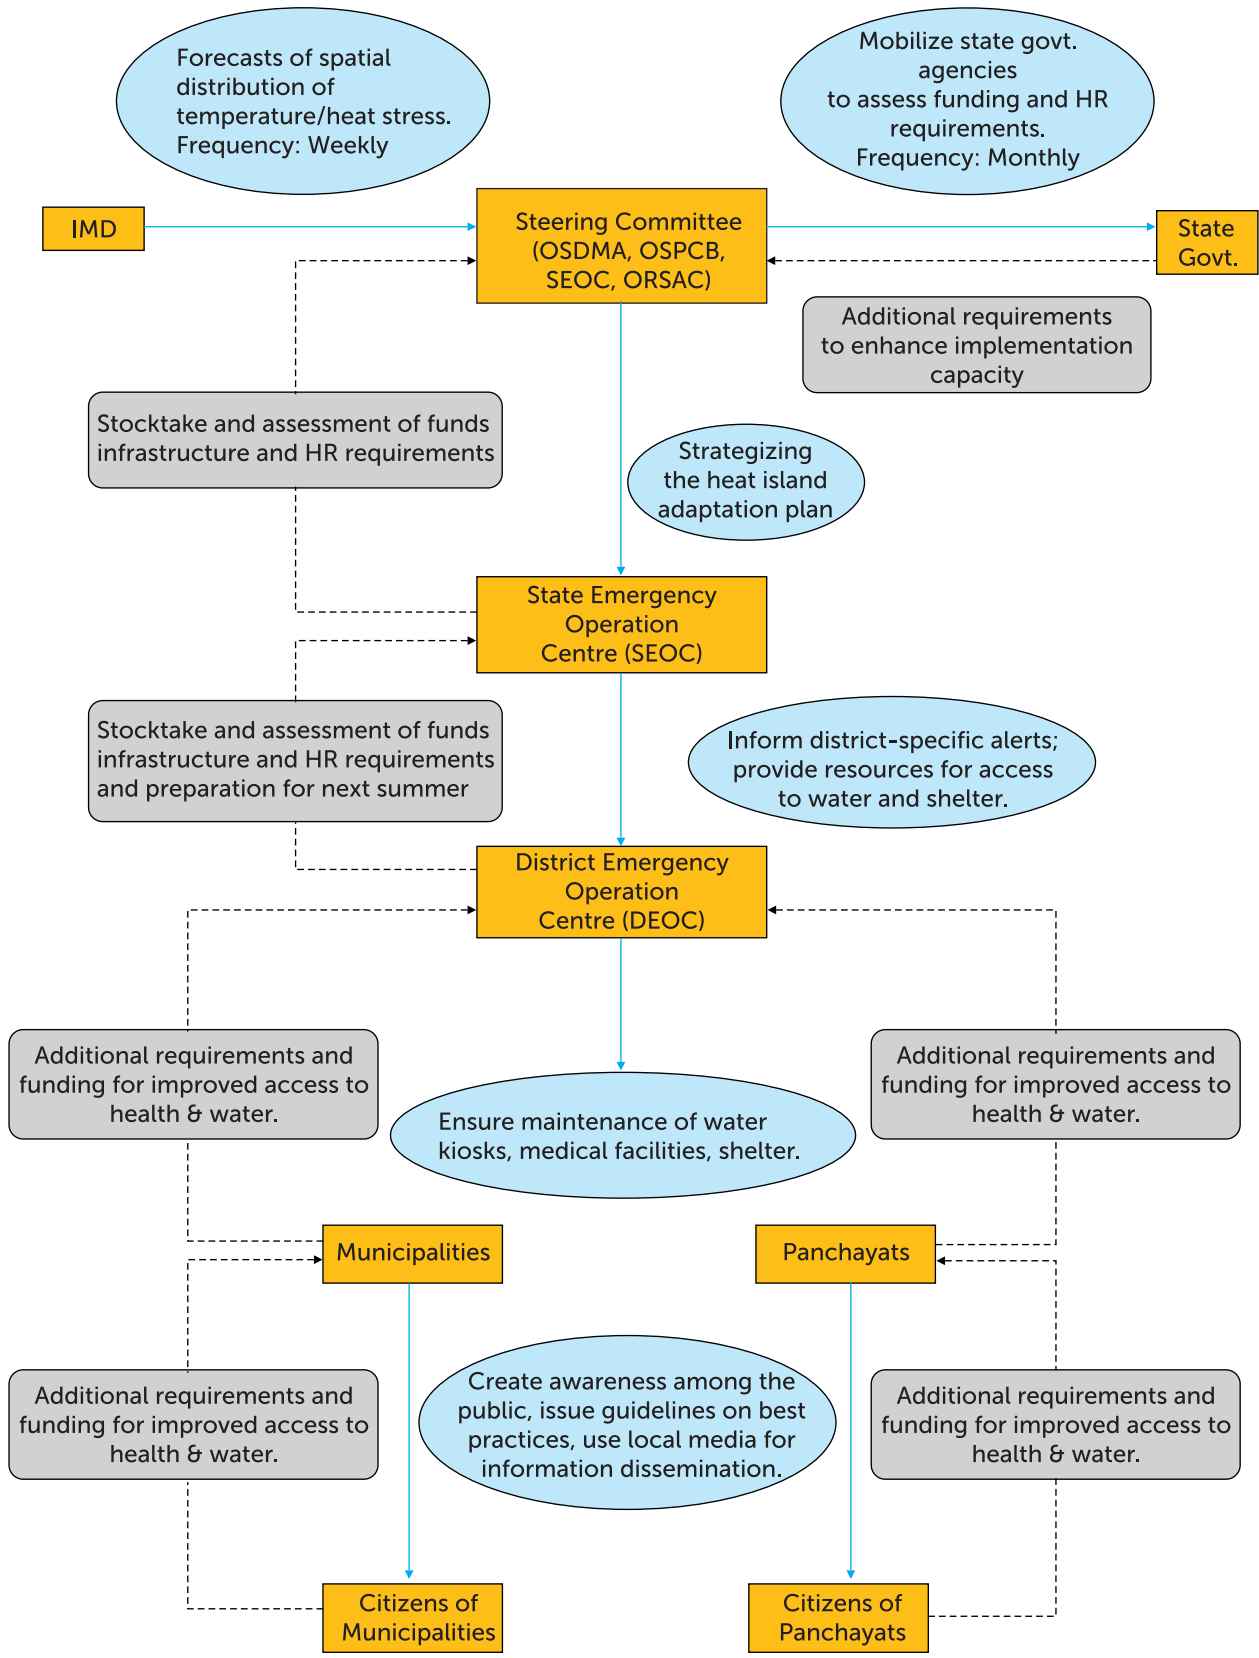 Forecasts of spatial
distribution of
temperature/heat stress.
Frequency: Weekly
Mobilize state govt.
agencies
to assess funding and HR
requirements.
Frequency: Monthly
IMD
Steering Committee
(OSDMA, OSPCB,
SEOC, ORSAC)
State
Govt.
Additional requirements
to enhance implementation
capacity
Stocktake and assessment of funds
infrastructure and HR requirements
Strategizing
the heat island
adaptation plan
State Emergency
Operation
Centre (SEOC)
Stocktake and assessment of funds
infrastructure and HR requirements
and preparation for next summer
Inform district-specific alerts;
provide resources for access
to water and shelter.
District Emergency
Operation
Centre (DEOC)
Additional requirements and
funding for improved access to
health & water.
Ensure maintenance of water
kiosks, medical facilities, shelter.
Additional requirements and
funding for improved access to
health & water.
Municipalities
Panchayats
Additional requirements and
funding for improved access to
health & water.
Create awareness among the
public, issue guidelines on best
practices, use local media for
information dissemination.
Additional requirements and
funding for improved access to
health & water.
Citizens of
Municipalities
Citizens of
Panchayats